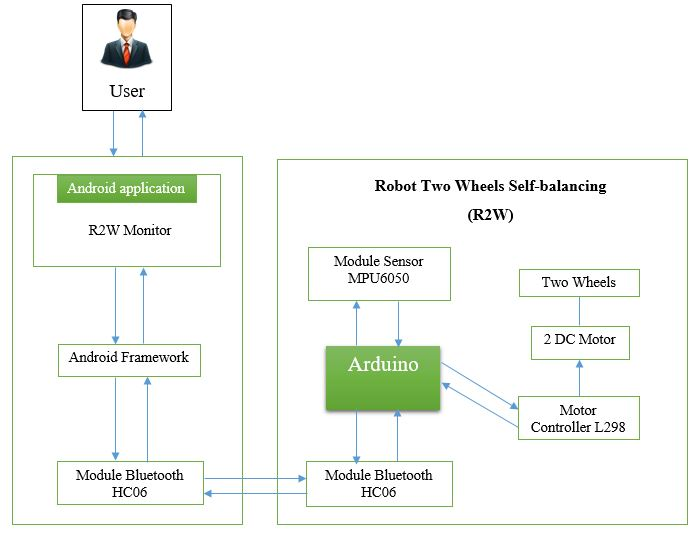 User
Android application
R2W Monitor
Android Framework
Module Bluetooth
HC06
Robot Two Wheels Self-balancing
(R2W)
Module Sensor
MPU6050
Two Wheels
2 DC Motor
Arduino
Motor
Controller L298
Module Bluetooth
HC06